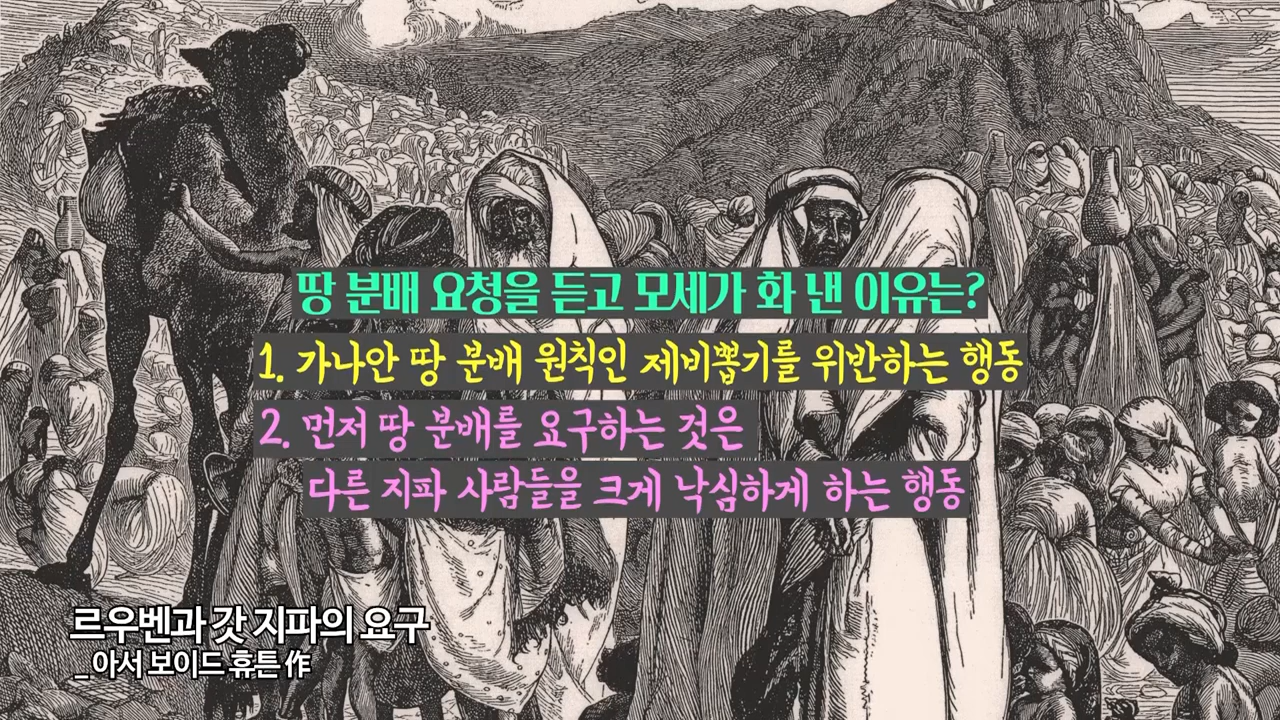 땅 분배 요청을 듣고 모세가 화 낸 이유는?
1. 가나안 땅 분배 원칙인 제비뽑기를 위반하는 행동
2. 먼저 땅 분배를 요구하는 것은
다른 지파 사람들을 크게 낙심하게 하는 행동
르우벤과 갓 지파의 요구
_ 아서 보이드 휴튼 作